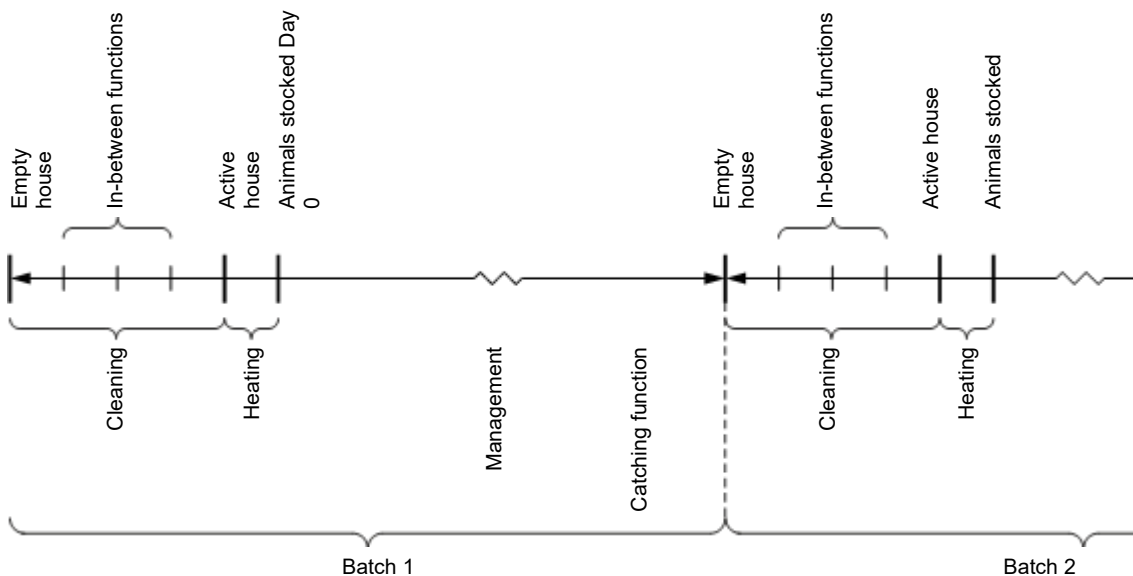 Empty
house
In-between functions
Active
house
Animals stocked Day
0
Empty
house
In-between functions
Active house
Animals stocked
Cleaning
Heating
Management
Catching function
Cleaning
Heating
Batch 1
Batch 2